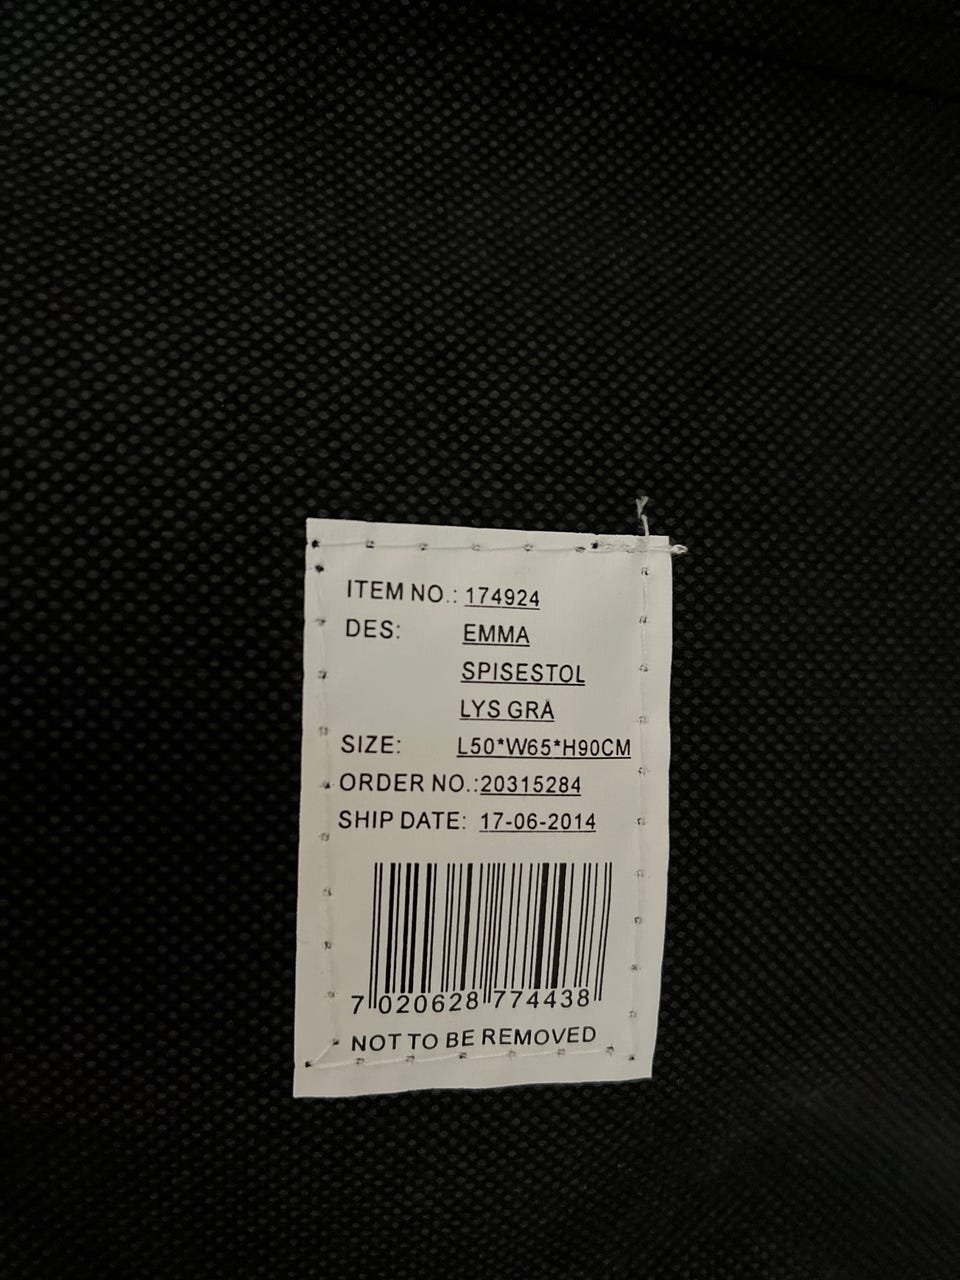 ITEM NO.: 174924
DES: EMMA
SPISESTOL
LYS GRÅ
SIZE: L50*W65*H90CM
ORDER NO.:20315284
SHIP DATE: 17-06-2014
7 020628 774438
NOT TO BE REMOVED